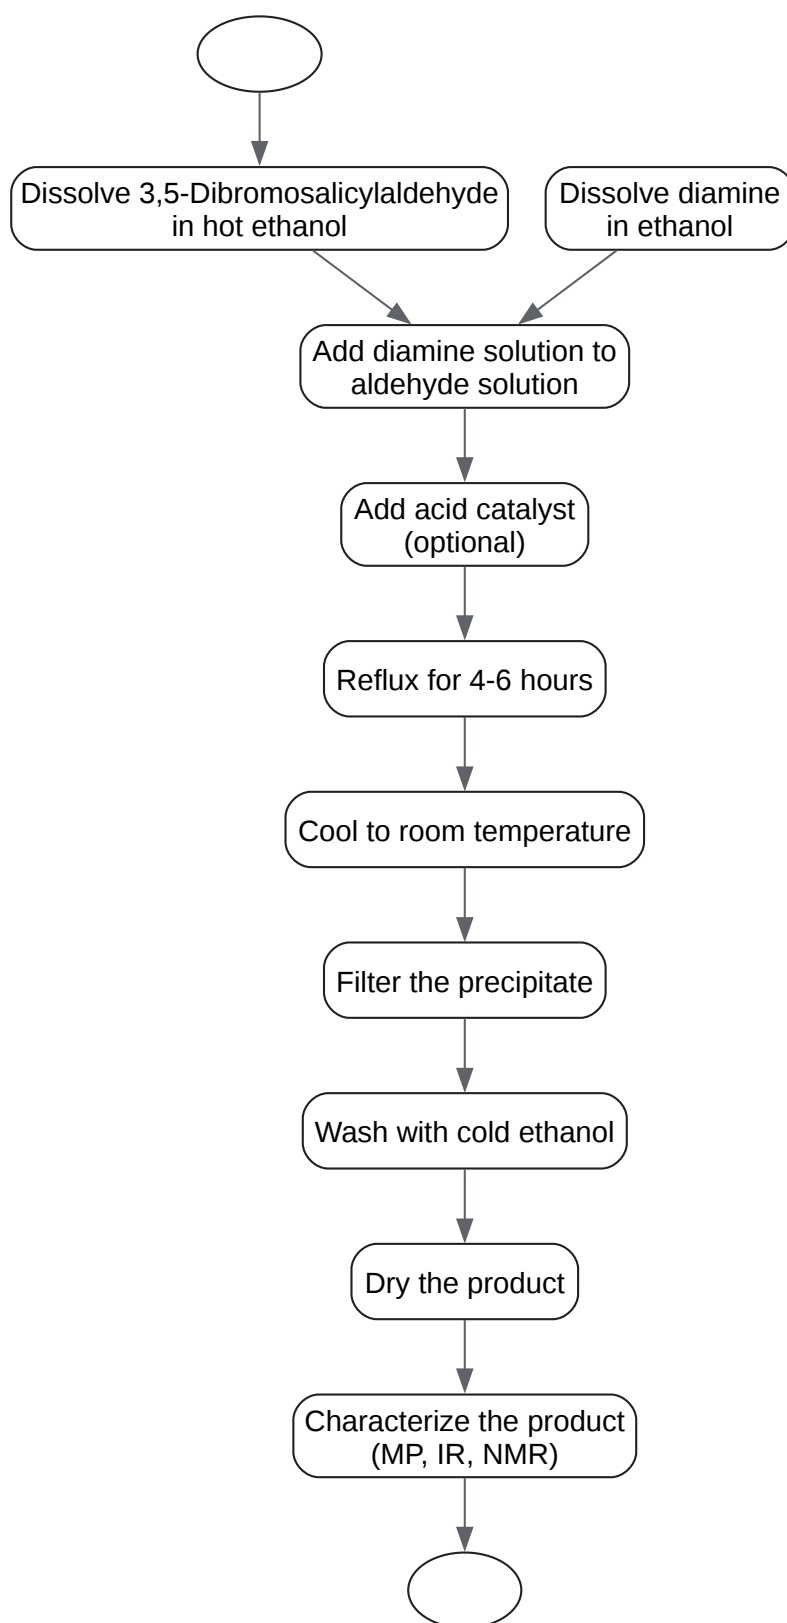 Dissolve 3,5-Dibromosalicylaldehyde
in hot ethanol
Dissolve diamine
in ethanol
Add diamine solution to
aldehyde solution
Add acid catalyst
(optional)
Reflux for 4-6 hours
Cool to room temperature
Filter the precipitate
Wash with cold ethanol
Dry the product
Characterize the product
(MP, IR, NMR)